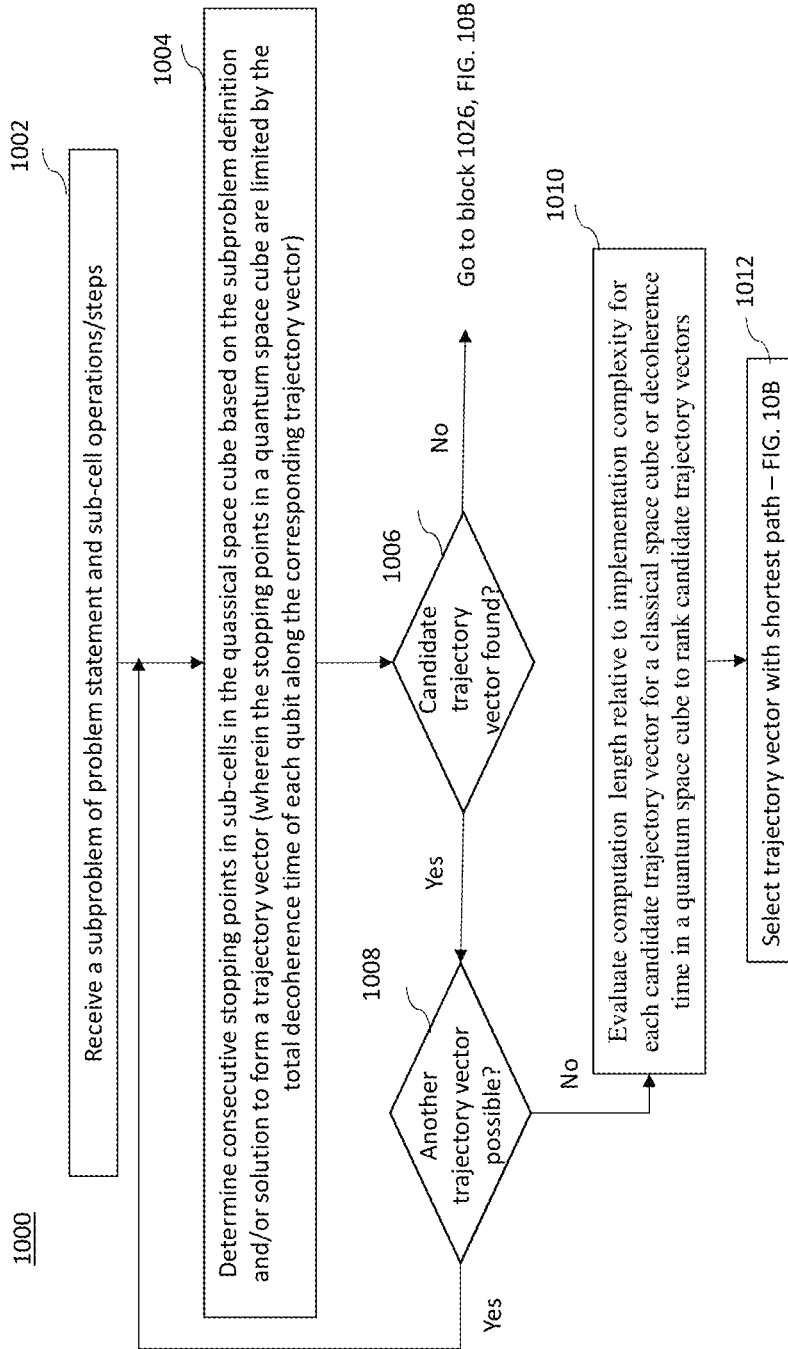 1000
1002
Receive a subproblem of problem statement and sub-cell operations/steps
1004
Determine consecutive stopping points in sub-cells in the quassical space cube based on the subproblem definition
and/or solution to form a trajectory vector (wherein the stopping points in a quantum space cube are limited by the
total decoherence time of each qubit along the corresponding trajectory vector)
1006
Candidate
trajectory
vector found?
No
Go to block 1026, FIG. 10B
Yes
1008
Another
trajectory vector
possible?
Yes
No
1010
Evaluate computation length relative to implementation complexity for
each candidate trajectory vector for a classical space cube or decoherence
time in a quantum space cube to rank candidate trajectory vectors
1012
Select trajectory vector with shortest path – FIG. 10B